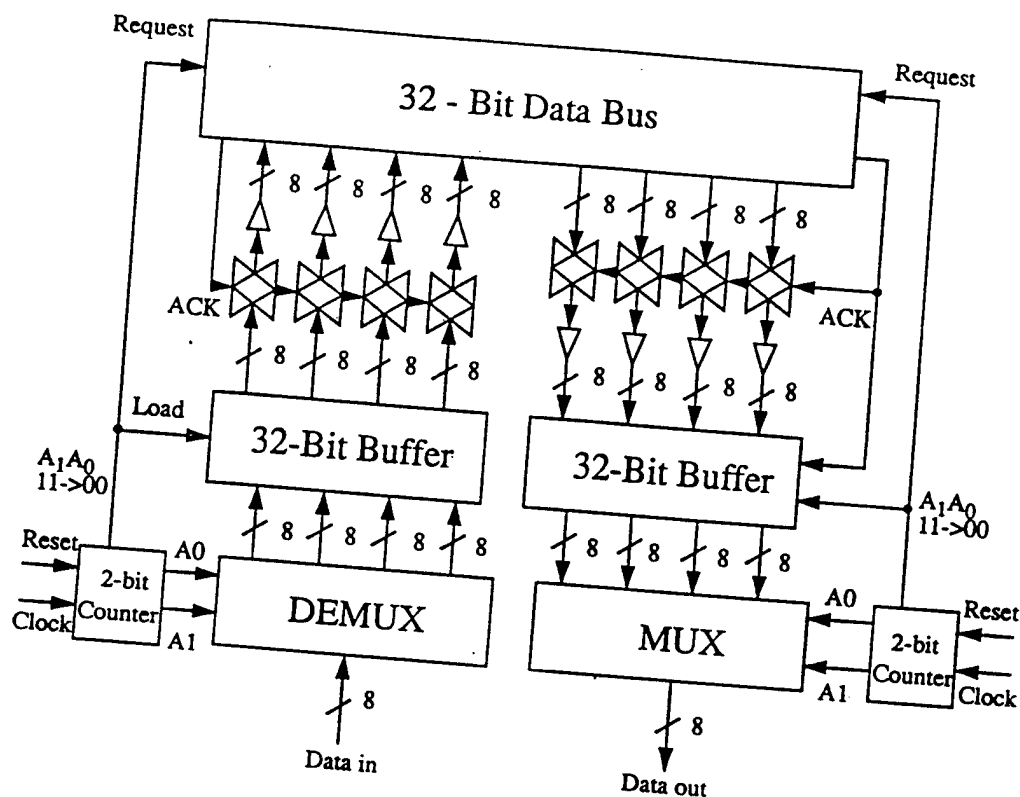 Request
32 - Bit Data Bus
Request
8 8 8 8
8 8 8 8
ACK
ACK
8 8 8 8
8 8 8 8
Load
32-Bit Buffer
32-Bit Buffer
A1A0
11->00
A1A0
11->00
8 8 8 8
8 8 8 8
Reset
2-bit
Counter
Clock
A0
A1
DEMUX
MUX
A0
A1
2-bit
Counter
Reset
Clock
8
8
Data in
Data out